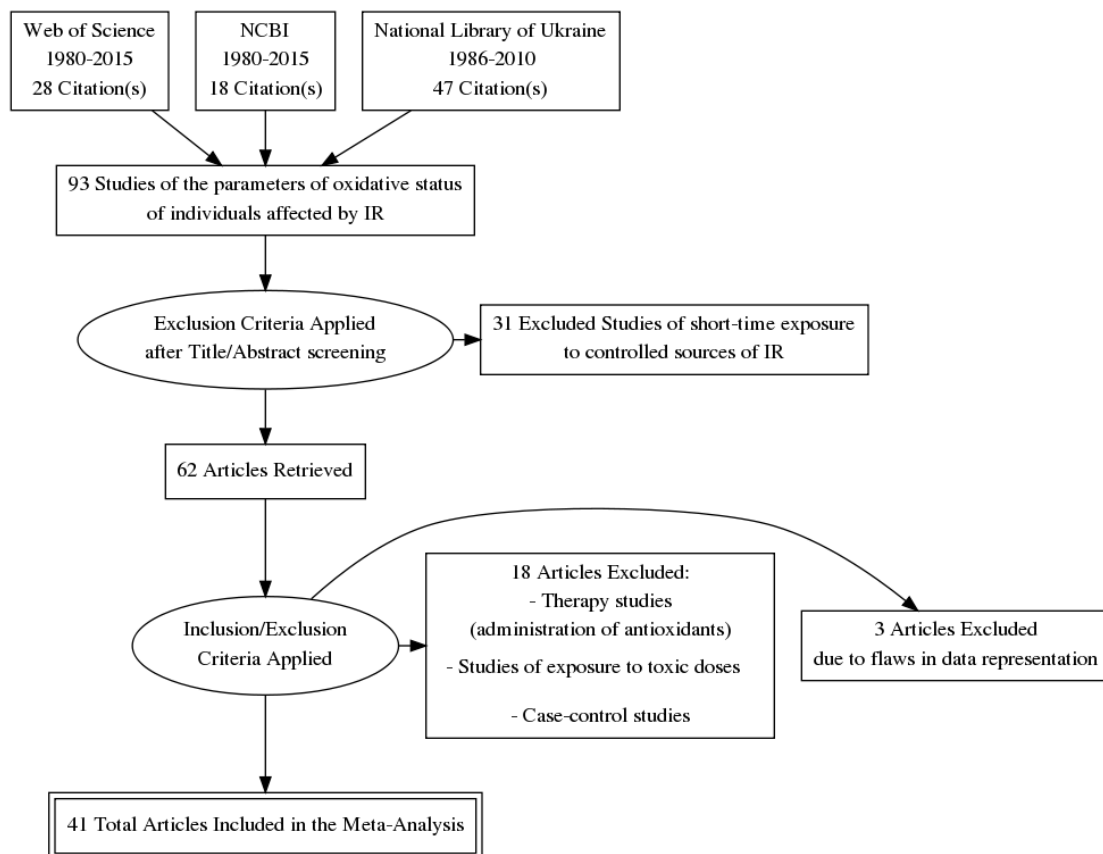 Web of Science
1980-2015
28 Citation(s)
NCBI
1980-2015
18 Citation(s)
National Library of Ukraine
1986-2010
47 Citation(s)
93 Studies of the parameters of oxidative status
of individuals affected by IR
Exclusion Criteria Applied
after Title/Abstract screening
31 Excluded Studies of short-time exposure
to controlled sources of IR
62 Articles Retrieved
Inclusion/Exclusion
Criteria Applied
18 Articles Excluded:
- Therapy studies
(administration of antioxidants)
- Studies of exposure to toxic doses
- Case-control studies
3 Articles Excluded
due to flaws in data representation
41 Total Articles Included in the Meta-Analysis